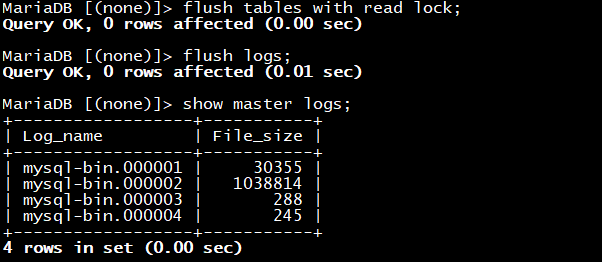 MariaDB [(none)]> flush tables with read lock;
Query OK, 0 rows affected (0.00 sec)
MariaDB [(none)]> flush logs;
Query OK, 0 rows affected (0.01 sec)
MariaDB [(none)]> show master logs;
+------------------+-----------+
| Log_name         | File_size |
+------------------+-----------+
| mysql-bin.000001 |     30355 |
| mysql-bin.000002 |   1038814 |
| mysql-bin.000003 |       288 |
| mysql-bin.000004 |       245 |
+------------------+-----------+
4 rows in set (0.00 sec)